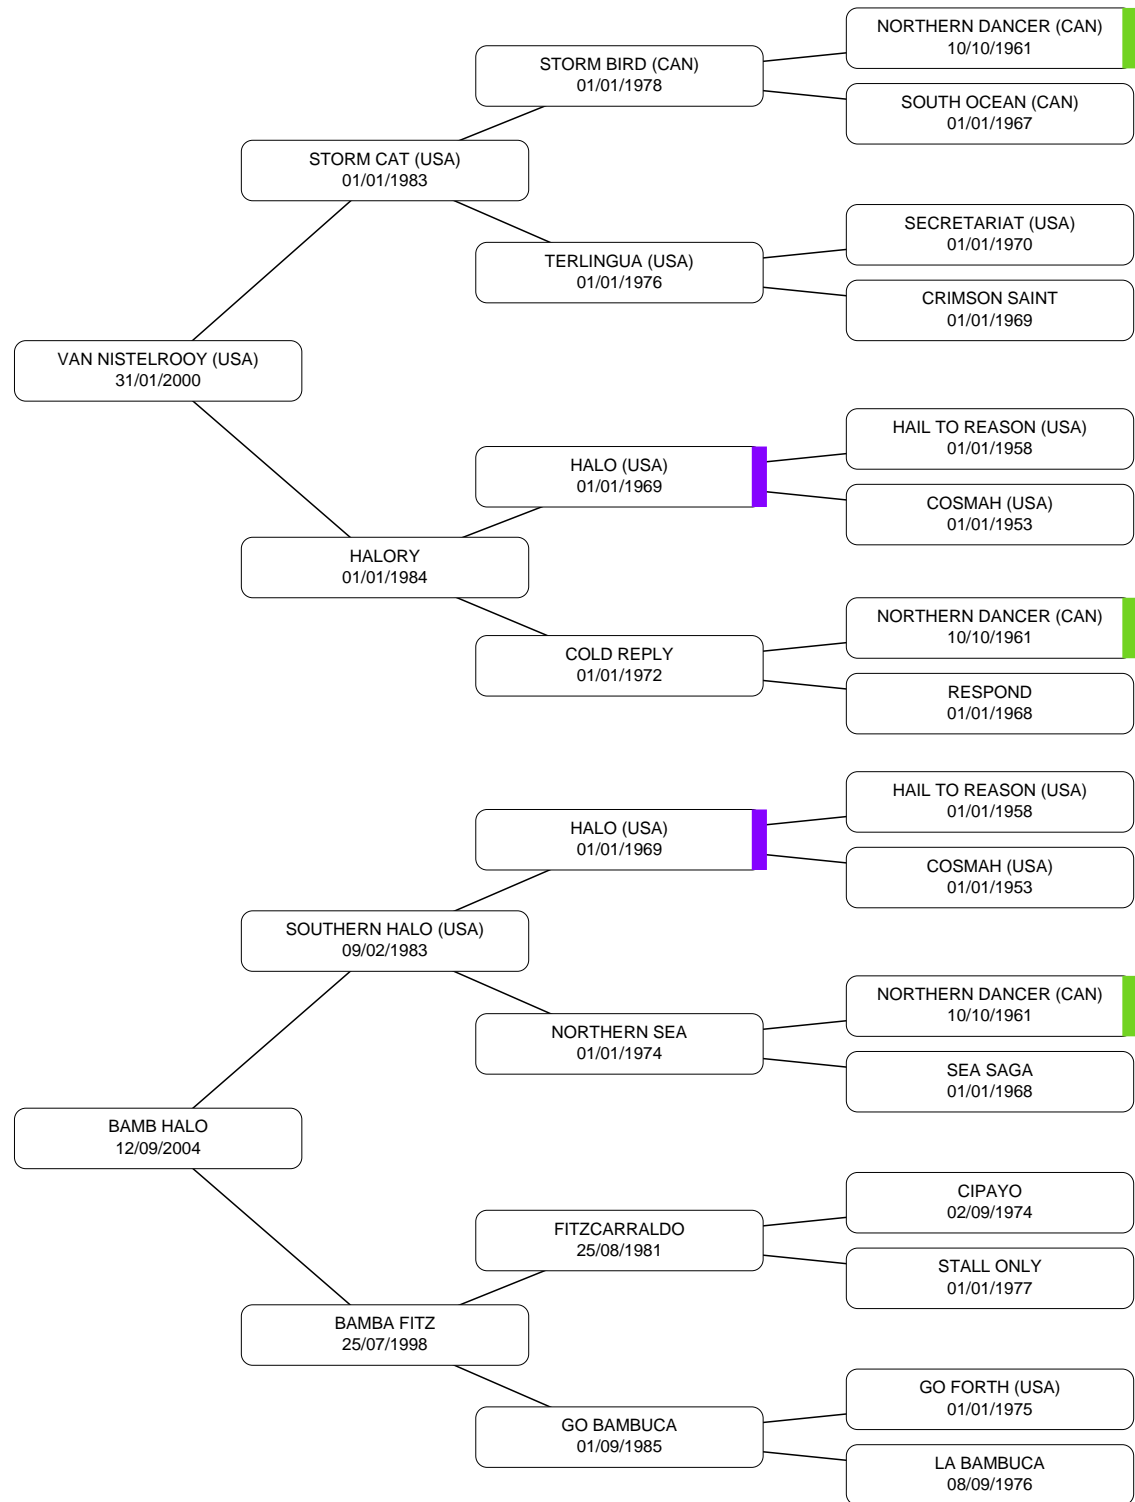 NORTHERN DANCER (CAN)
10/10/1961
STORM BIRD (CAN)
01/01/1978
SOUTH OCEAN (CAN)
01/01/1967
STORM CAT (USA)
01/01/1983
SECRETARIAT (USA)
01/01/1970
TERLINGUA (USA)
01/01/1976
CRIMSON SAINT
01/01/1969
VAN NISTELROOY (USA)
31/01/2000
HAIL TO REASON (USA)
01/01/1958
HALO (USA)
01/01/1969
COSMAH (USA)
01/01/1953
HALORY
01/01/1984
NORTHERN DANCER (CAN)
10/10/1961
COLD REPLY
01/01/1972
RESPOND
01/01/1968
HAIL TO REASON (USA)
01/01/1958
HALO (USA)
01/01/1969
COSMAH (USA)
01/01/1953
SOUTHERN HALO (USA)
09/02/1983
NORTHERN DANCER (CAN)
10/10/1961
NORTHERN SEA
01/01/1974
SEA SAGA
01/01/1968
BAMB HALO
12/09/2004
CIPAYO
02/09/1974
FITZCARRALDO
25/08/1981
STALL ONLY
01/01/1977
BAMBA FITZ
25/07/1998
GO FORTH (USA)
01/01/1975
GO BAMBUCA
01/09/1985
LA BAMBUCA
08/09/1976